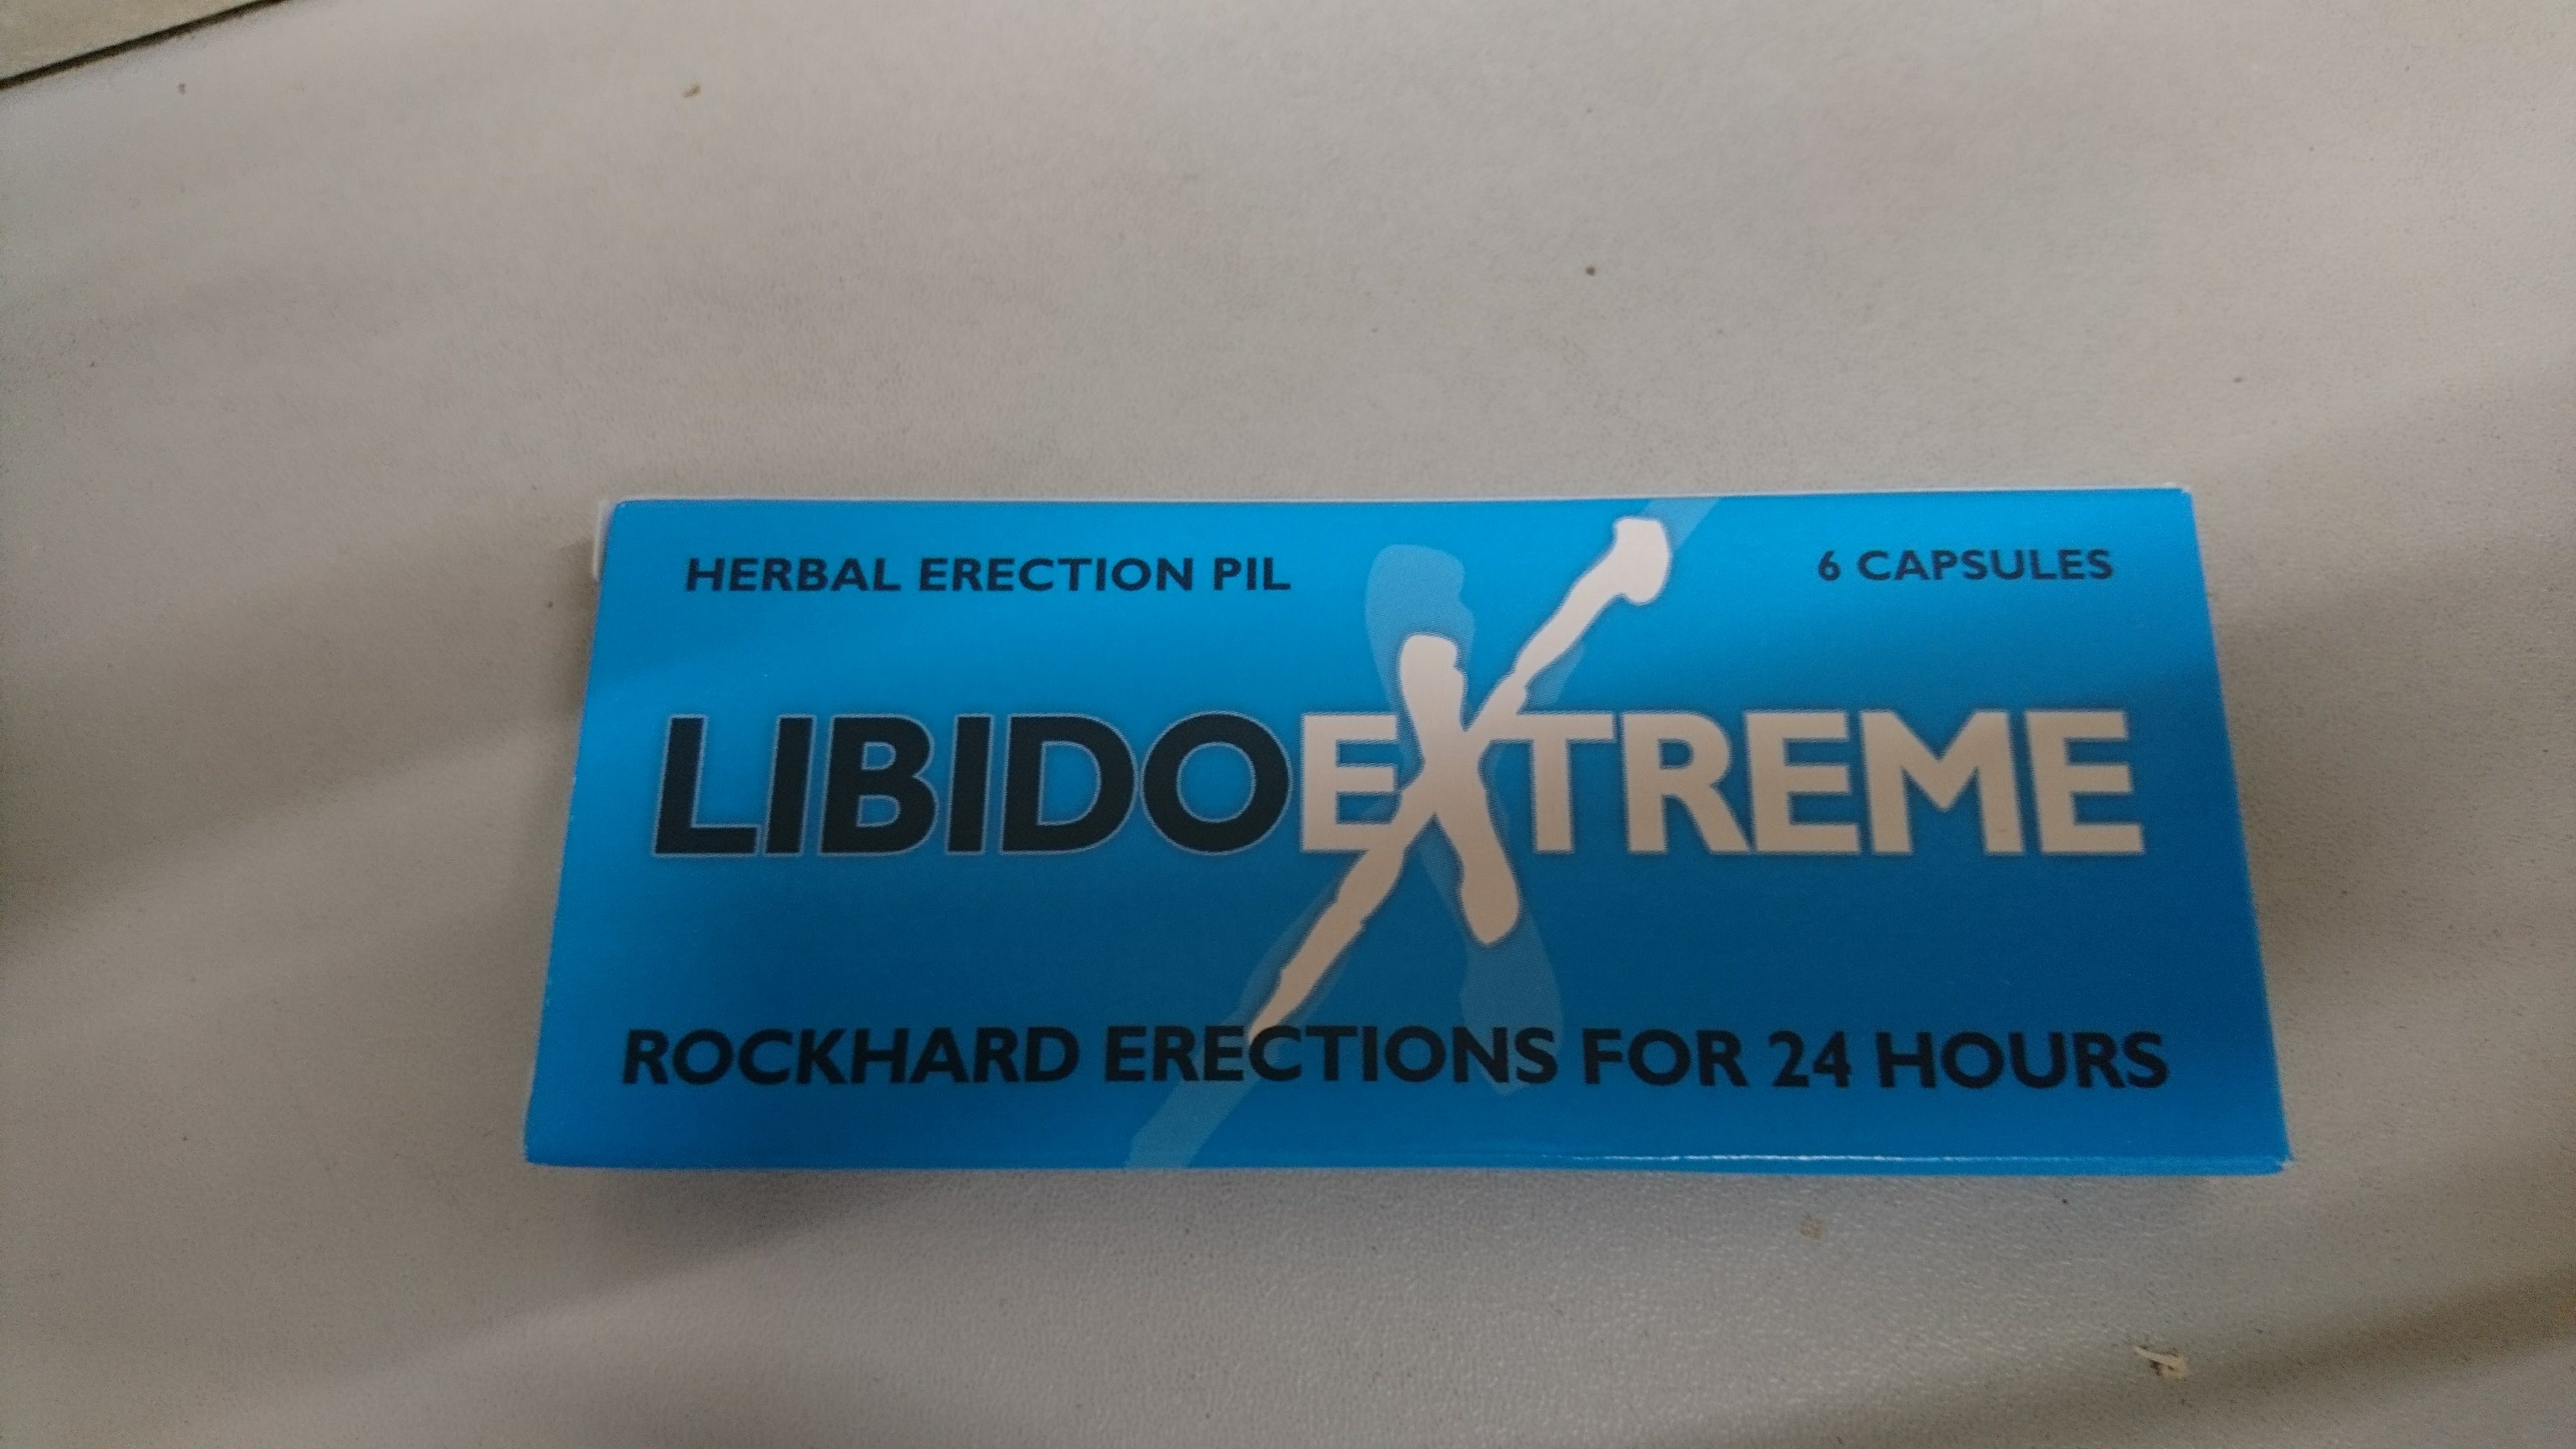 HERBAL ERECTION PIL
6 CAPSULES
LIBIDOEXTREME
ROCKHARD ERECTIONS FOR 24 HOURS